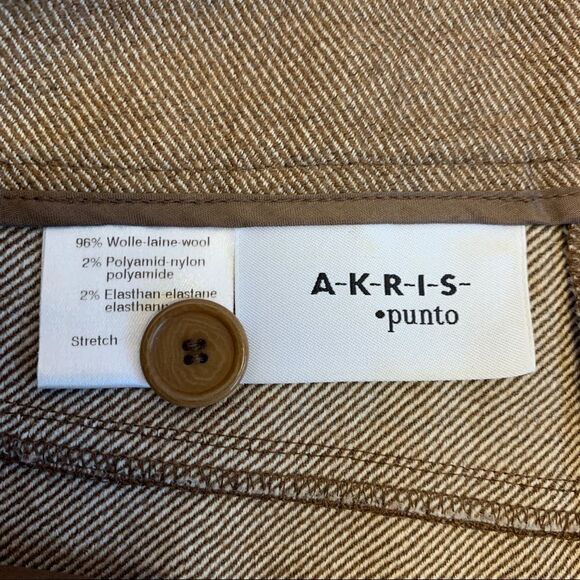 96% Wolle-laine-wool
2% Polyamid-nylon
polyamide
2% Elasthan-elastane
Stretch
A-K-R-I-S-
•punto